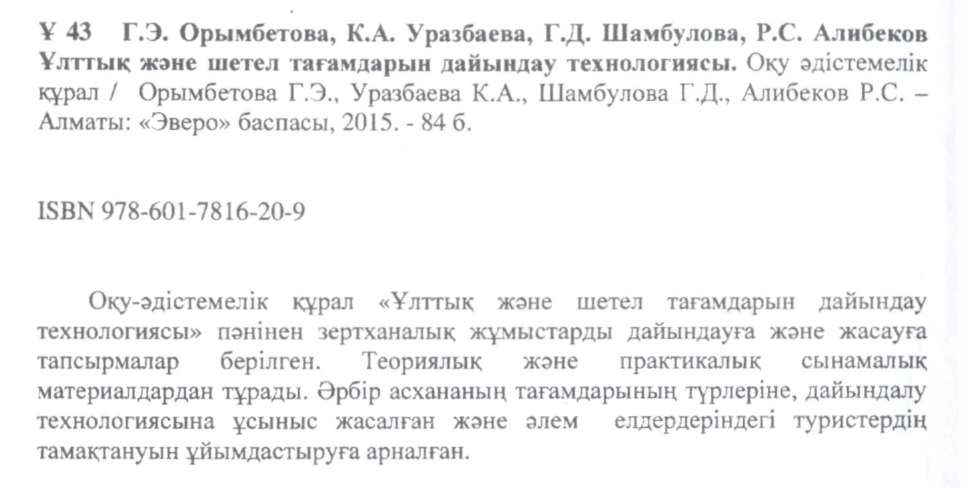 Ұ 43 Г.Э. Орымбетова, К.А. Уразбаева, Г.Д. Шамбулова, Р.С. Алибеков
Ұлттық және шетел тағамдарын дайындау технологиясы. Оқу әдістемелік
құрал / Орымбетова Г.Э., Уразбаева К.А., Шамбулова Г.Д., Алибеков Р.С. –
Алматы: «Эверо» баспасы, 2015. - 84 б.
ISBN 978-601-7816-20-9
Оқу-әдістемелік құрал «Ұлттық және шетел тағамдарын дайындау
технологиясы» пәнінен зертханалық жұмыстарды дайындауға және жасауға
тапсырмалар берілген. Теориялық және практикалық сынамалық
материалдардан тұрады. Әрбір асхананың тағамдарының түрлеріне, дайындалу
технологиясына ұсыныс жасалған және әлем елдердеріндегі туристердің
тамақтануын ұйымдастыруға арналған.